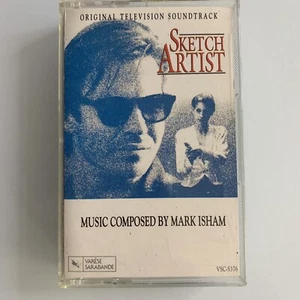 ORIGINAL TELEVISION SOUNDTRACK
SKETCH
ARTIST
MUSIC COMPOSED BY MARK ISHAM
VARÈSE
SARABANDE
VSC-5376